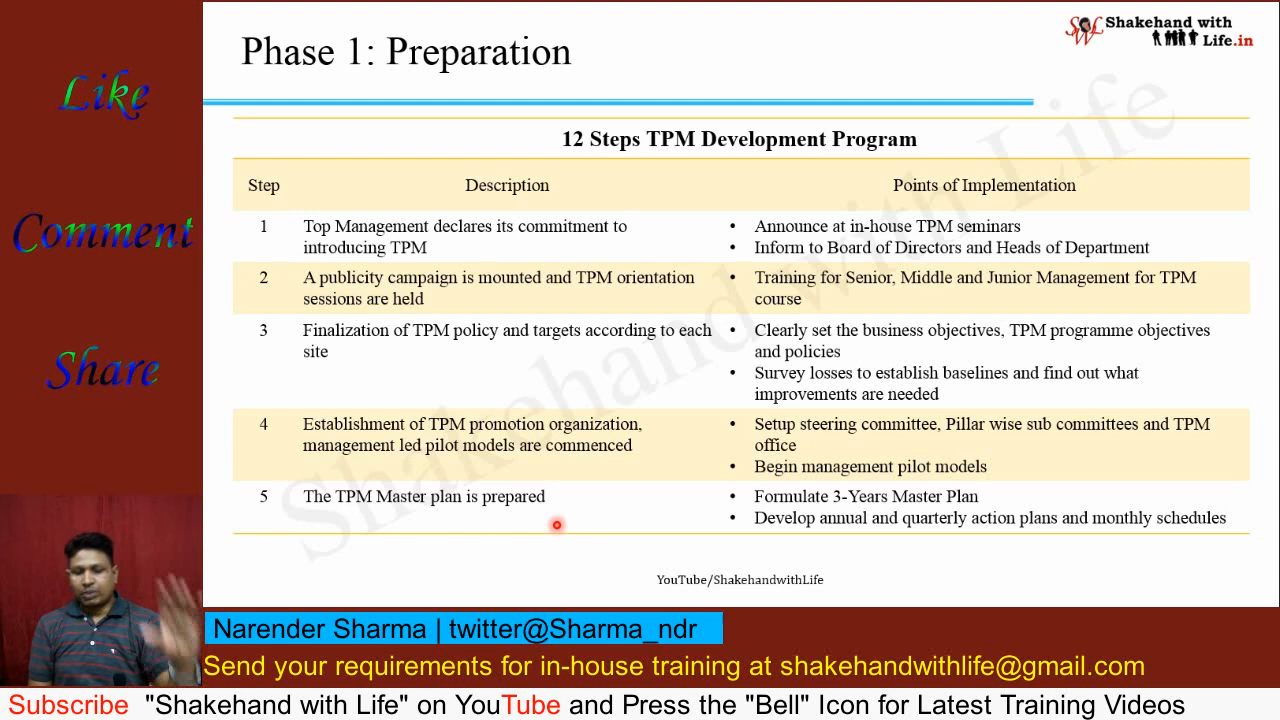 Like
Comment
Share
Phase 1: Preparation
Shakehand with
Life.in
12 Steps TPM Development Program
Step Description Points of Implementation
1 Top Management declares its commitment to
introducing TPM
• Announce at in-house TPM seminars
• Inform to Board of Directors and Heads of Department
2 A publicity campaign is mounted and TPM orientation
sessions are held
• Training for Senior, Middle and Junior Management for TPM
course
3 Finalization of TPM policy and targets according to each
site
• Clearly set the business objectives, TPM programme objectives
and policies
• Survey losses to establish baselines and find out what
improvements are needed
4 Establishment of TPM promotion organization,
management led pilot models are commenced
• Setup steering committee, Pillar wise sub committees and TPM
office
• Begin management pilot models
5 The TPM Master plan is prepared
• Formulate 3-Years Master Plan
• Develop annual and quarterly action plans and monthly schedules
Shakehand with Life
YouTube/ShakehandwithLife
Narender Sharma | twitter@Sharma_ndr
Send your requirements for in-house training at shakehandwithlife@gmail.com
Subscribe "Shakehand with Life" on YouTube and Press the "Bell" Icon for Latest Training Videos